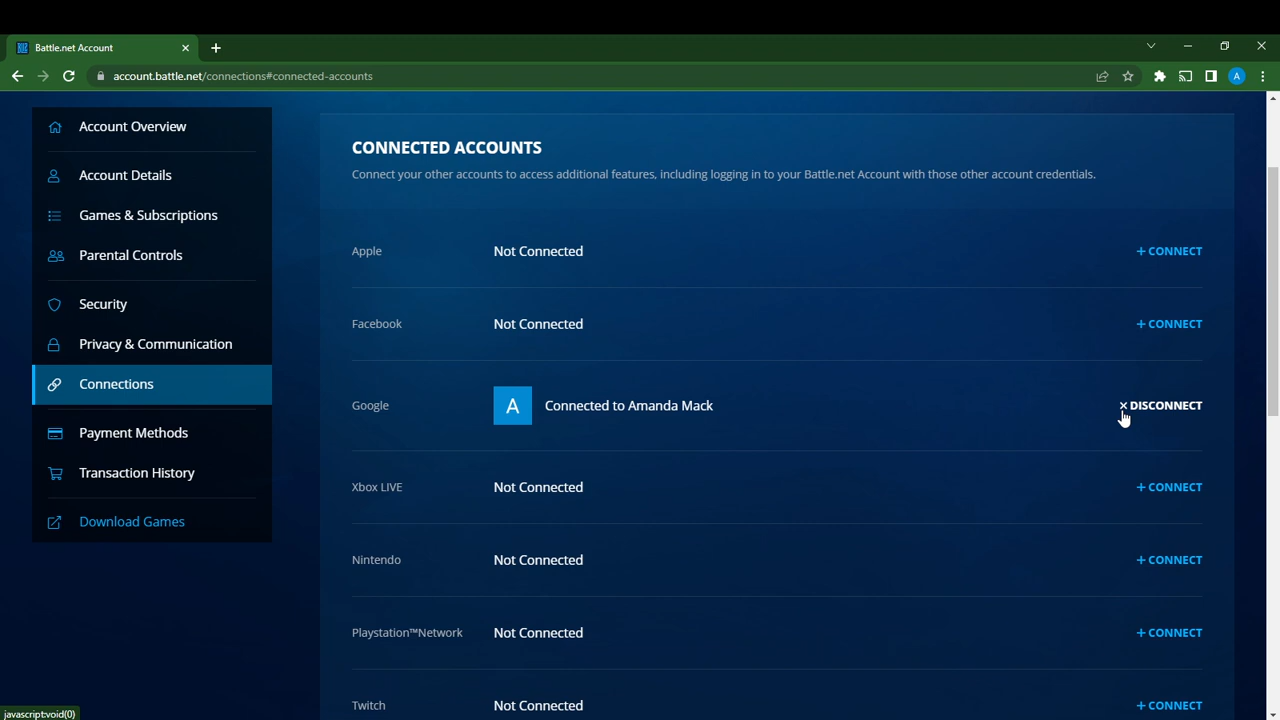 Battle.net Account
account.battle.net/connections#connected-accounts
A
Account Overview
Account Details
Games & Subscriptions
Parental Controls
Security
Privacy & Communication
Connections
Payment Methods
Transaction History
Download Games
CONNECTED ACCOUNTS
Connect your other accounts to access additional features, including logging in to your Battle.net Account with those other account credentials.
Apple Not Connected + CONNECT
Facebook Not Connected + CONNECT
Google A Connected to Amanda Mack × DISCONNECT
Xbox LIVE Not Connected + CONNECT
Nintendo Not Connected + CONNECT
Playstation™Network Not Connected + CONNECT
Twitch Not Connected + CONNECT
javascript:void(0)